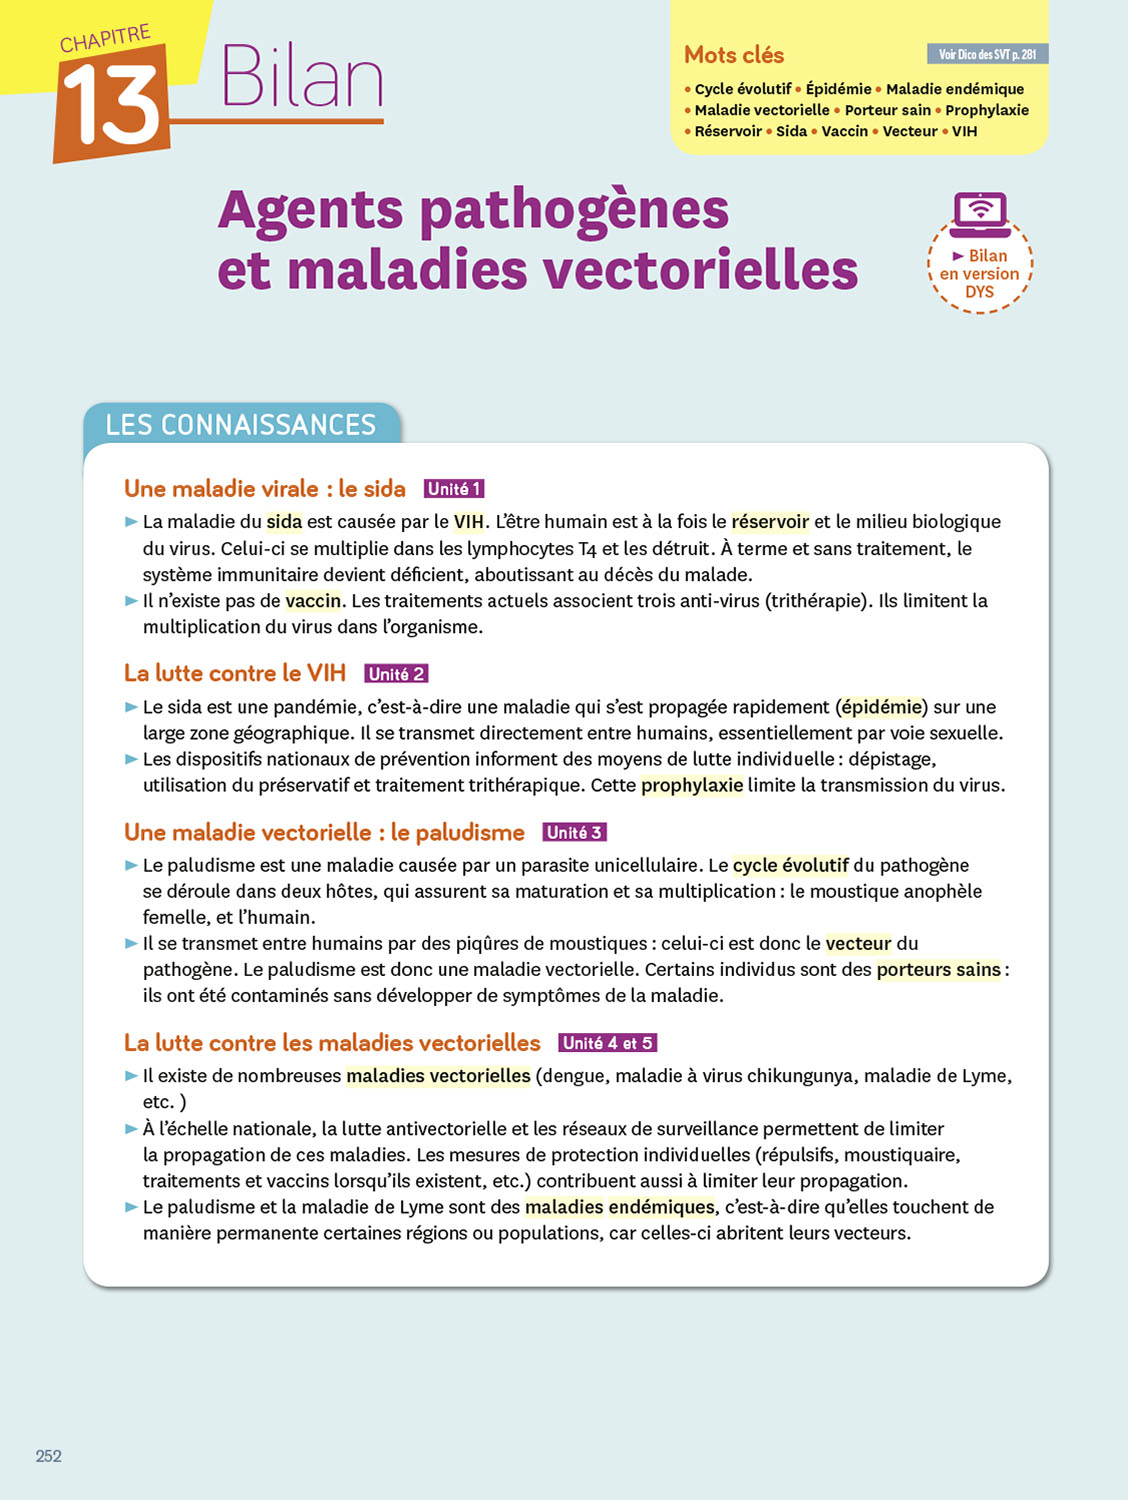 CHAPITRE
13
Bilan
Mots clés
Voir Dico des SVT p. 281
• Cycle évolutif • Épidémie • Maladie endémique
• Maladie vectorielle • Porteur sain • Prophylaxie
• Réservoir • Sida • Vaccin • Vecteur • VIH
Agents pathogènes
et maladies vectorielles
► Bilan
en version
DYS
LES CONNAISSANCES
Une maladie virale : le sida Unité 1
► La maladie du sida est causée par le VIH. L'être humain est à la fois le réservoir et le milieu biologique
du virus. Celui-ci se multiplie dans les lymphocytes T4 et les détruit. À terme et sans traitement, le
système immunitaire devient déficient, aboutissant au décès du malade.
► Il n'existe pas de vaccin. Les traitements actuels associent trois anti-virus (trithérapie). Ils limitent la
multiplication du virus dans l'organisme.
La lutte contre le VIH Unité 2
► Le sida est une pandémie, c'est-à-dire une maladie qui s'est propagée rapidement (épidémie) sur une
large zone géographique. Il se transmet directement entre humains, essentiellement par voie sexuelle.
► Les dispositifs nationaux de prévention informent des moyens de lutte individuelle : dépistage,
utilisation du préservatif et traitement trithérapique. Cette prophylaxie limite la transmission du virus.
Une maladie vectorielle : le paludisme Unité 3
► Le paludisme est une maladie causée par un parasite unicellulaire. Le cycle évolutif du pathogène
se déroule dans deux hôtes, qui assurent sa maturation et sa multiplication : le moustique anophèle
femelle, et l'humain.
► Il se transmet entre humains par des piqûres de moustiques : celui-ci est donc le vecteur du
pathogène. Le paludisme est donc une maladie vectorielle. Certains individus sont des porteurs sains :
ils ont été contaminés sans développer de symptômes de la maladie.
La lutte contre les maladies vectorielles Unité 4 et 5
► Il existe de nombreuses maladies vectorielles (dengue, maladie à virus chikungunya, maladie de Lyme,
etc. )
► À l'échelle nationale, la lutte antivectorielle et les réseaux de surveillance permettent de limiter
la propagation de ces maladies. Les mesures de protection individuelles (répulsifs, moustiquaire,
traitements et vaccins lorsqu'ils existent, etc.) contribuent aussi à limiter leur propagation.
► Le paludisme et la maladie de Lyme sont des maladies endémiques, c'est-à-dire qu'elles touchent de
manière permanente certaines régions ou populations, car celles-ci abritent leurs vecteurs.
252